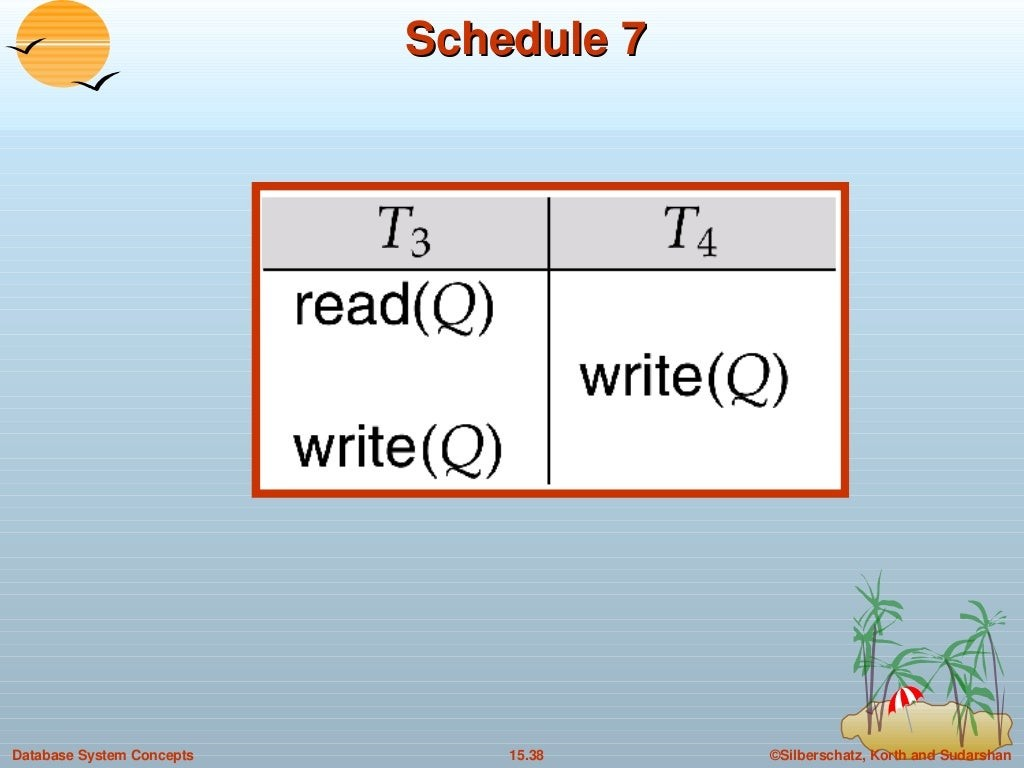 Schedule 7
T3 T4
read(Q)
write(Q)
write(Q)
Database System Concepts 15.38 ©Silberschatz, Korth and Sudarshan